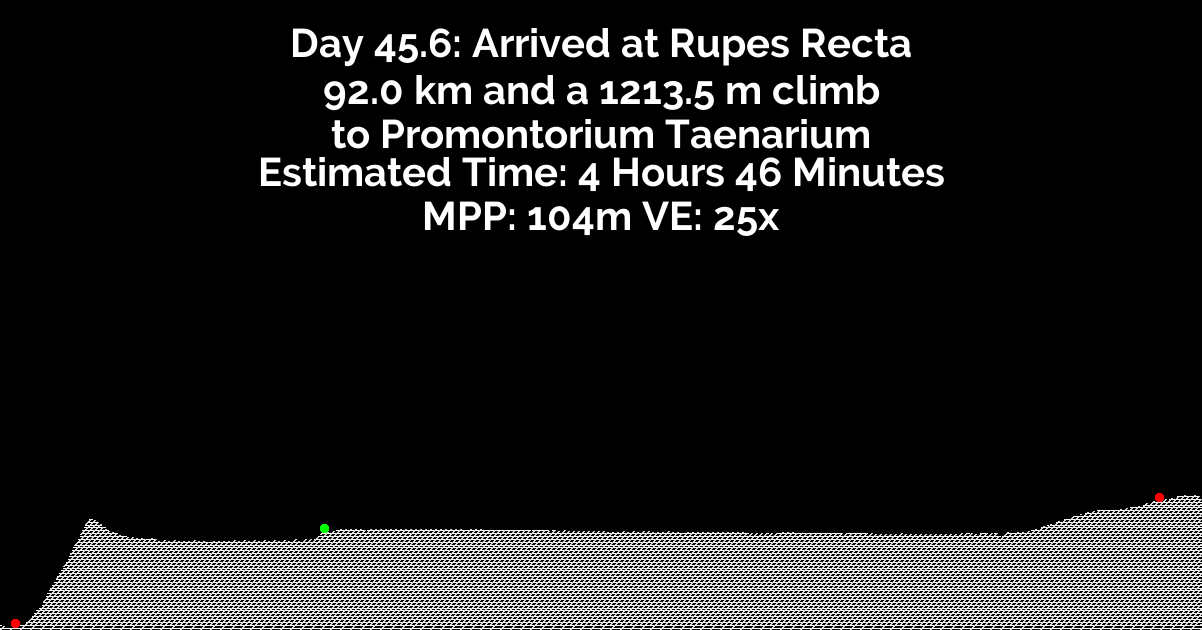 Day 45.6: Arrived at Rupes Recta
92.0 km and a 1213.5 m climb
to Promontorium Taenarium
Estimated Time: 4 Hours 46 Minutes
MPP: 104m VE: 25x